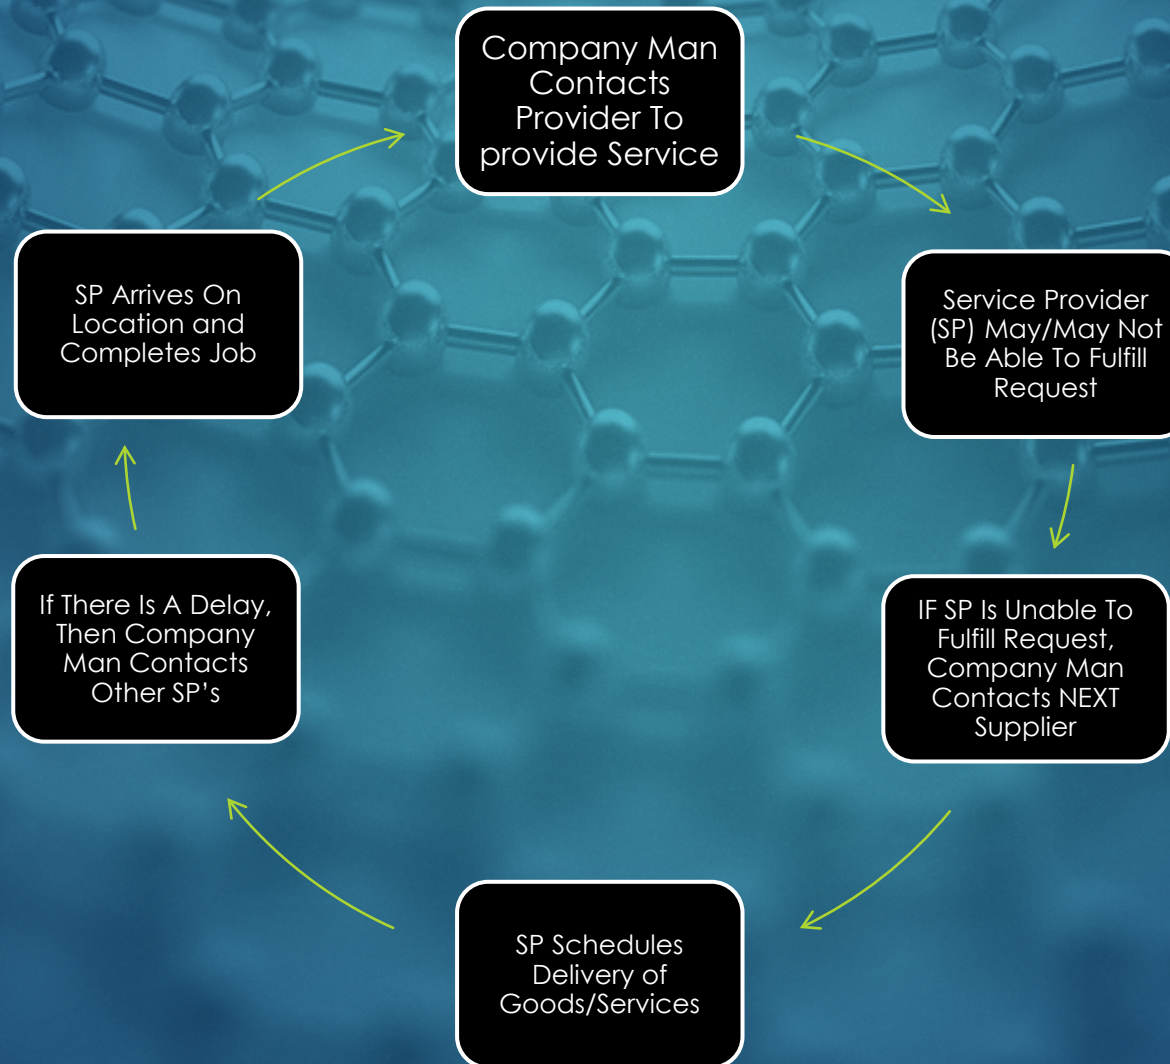 Company Man
Contacts
Provider To
provide Service
Service Provider
(SP) May/May Not
Be Able To Fulfill
Request
IF SP Is Unable To
Fulfill Request,
Company Man
Contacts NEXT
Supplier
SP Schedules
Delivery of
Goods/Services
If There Is A Delay,
Then Company
Man Contacts
Other SP’s
SP Arrives On
Location and
Completes Job